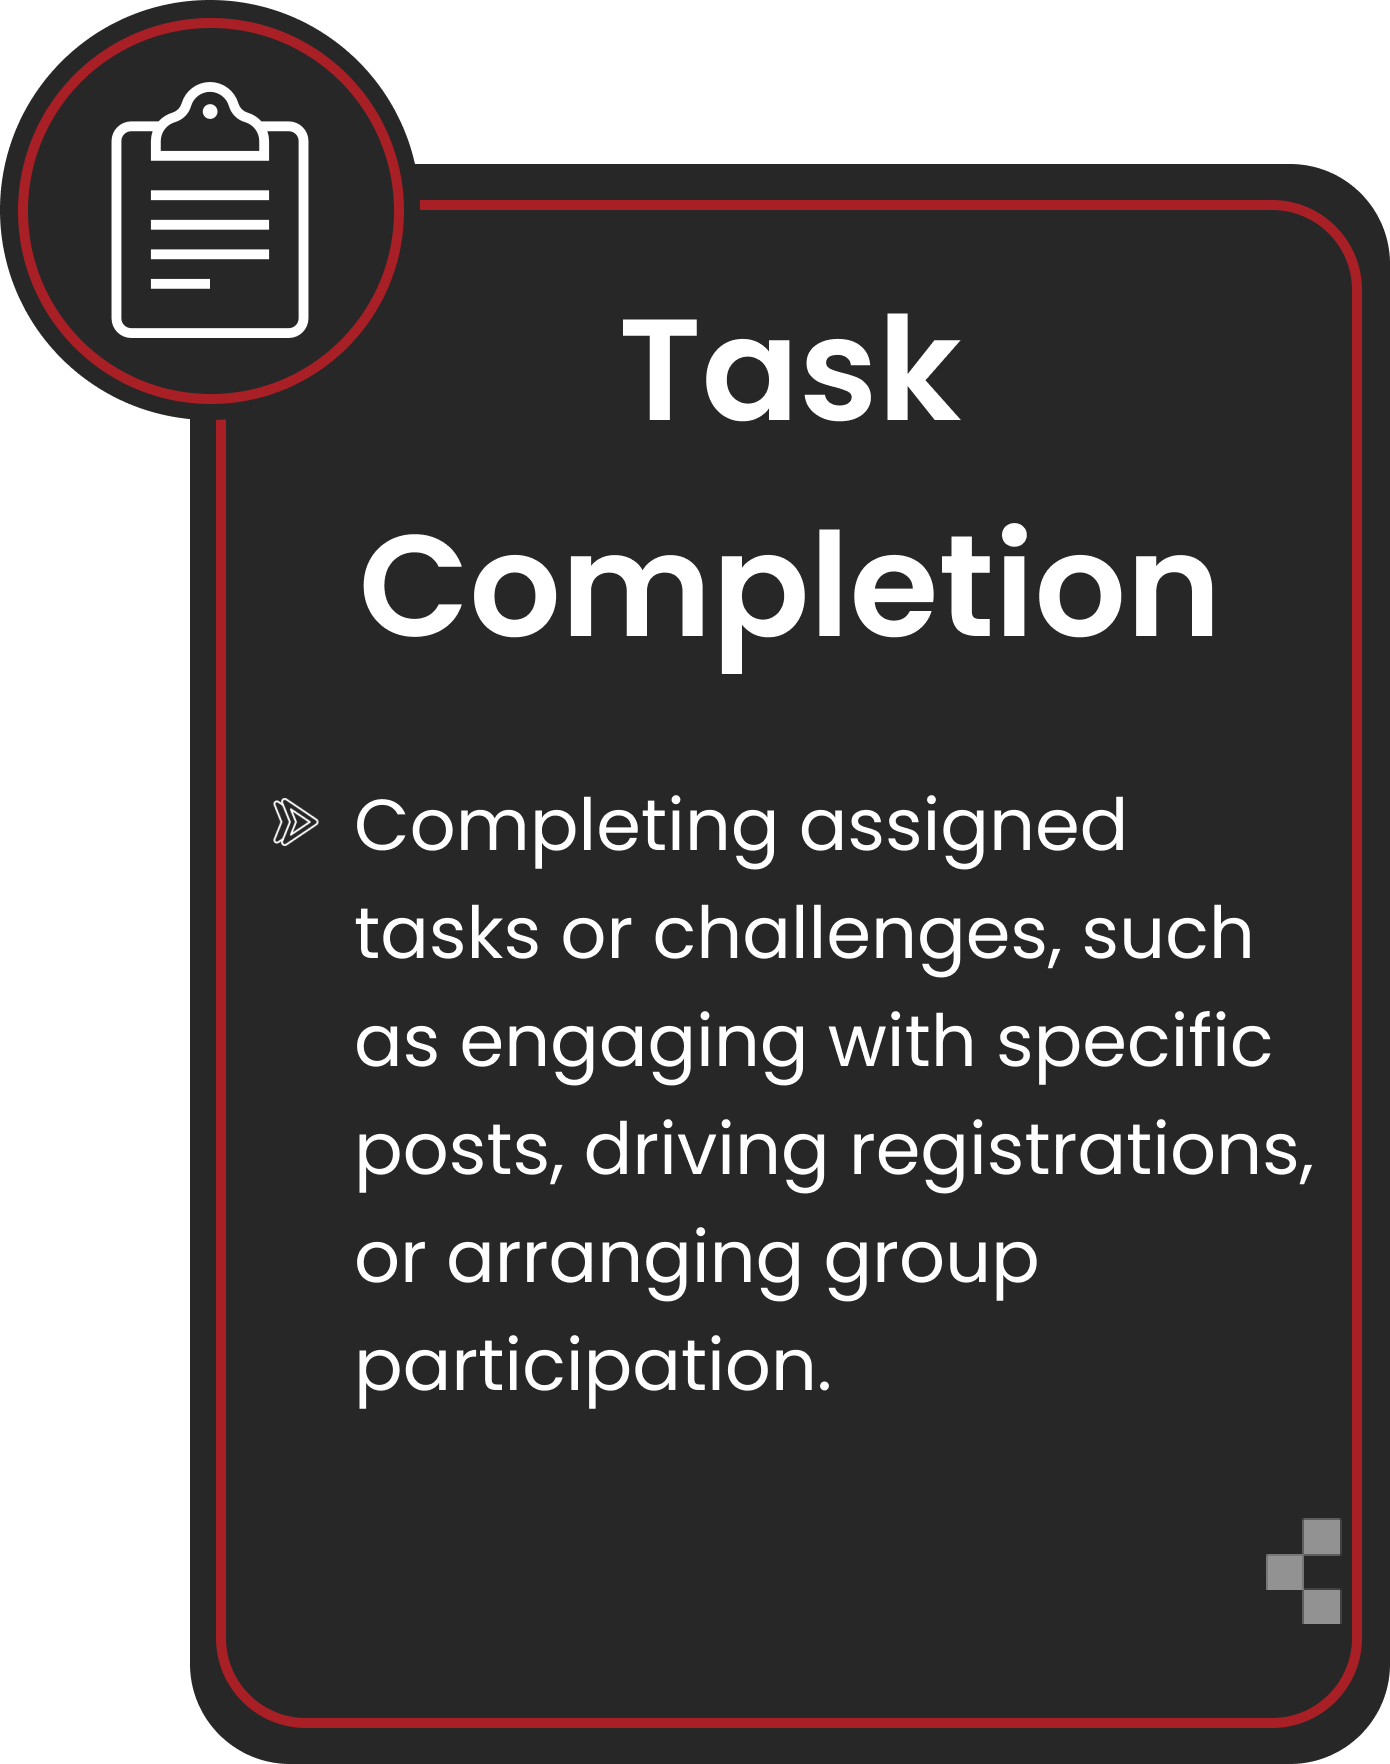 Task
Completion
Completing assigned
tasks or challenges, such
as engaging with specific
posts, driving registrations,
or arranging group
participation.